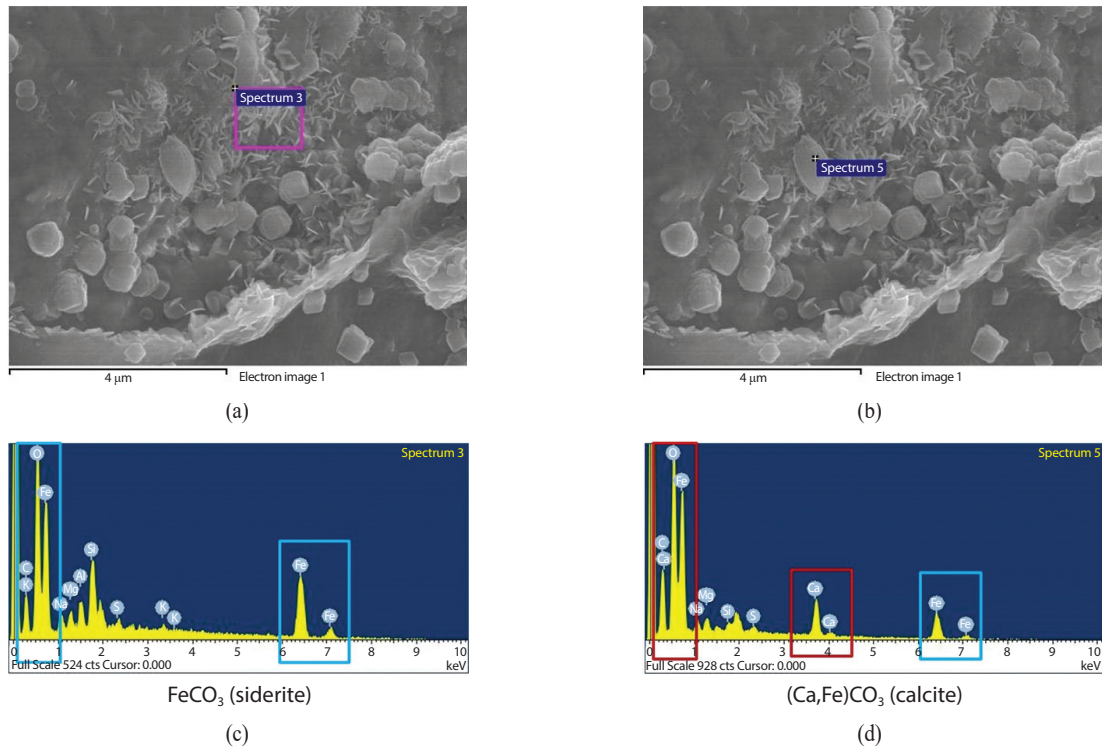 Spectrum 3
4 μm
Electron image 1
(a)
Spectrum 5
4 μm
Electron image 1
(b)
Spectrum 3
O
Fe
C
K
Na
Mg
Al
Si
S
K
K
Fe
Fe
0 1 2 3 4 5 6 7 8 9 10
Full Scale 524 cts Cursor: 0.000
keV
FeCO₃ (siderite)
(c)
Spectrum 5
O
Fe
C
Ca
Na
Mg
Si
S
Ca
Ca
Fe
Fe
0 1 2 3 4 5 6 7 8 9 10
Full Scale 928 cts Cursor: 0.000
keV
(Ca,Fe)CO₃ (calcite)
(d)